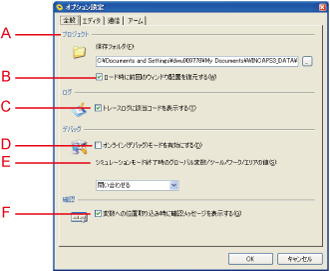 オプション設定
全般 エディタ 通信 アーム
A
プロジェクト
保存フォルダ(E)
C:¥Documents and Settings¥dwu909778¥My Documents¥WINCAPS3_DATA¥ ...
B
ロード時に前回のウィンドウ配置を復元する(W)
ログ
C
トレースログに該当コードを表示する(T)
デバッグ
D
オンライン(デバッグ)モードを有効にする(D)
E
シミュレーションモード終了時のグローバル変数/ツール/ワーク/エリアの値(S)
問い合わせる
確認
F
変数への位置取り込み時に確認メッセージを表示する(G)
OK キャンセル